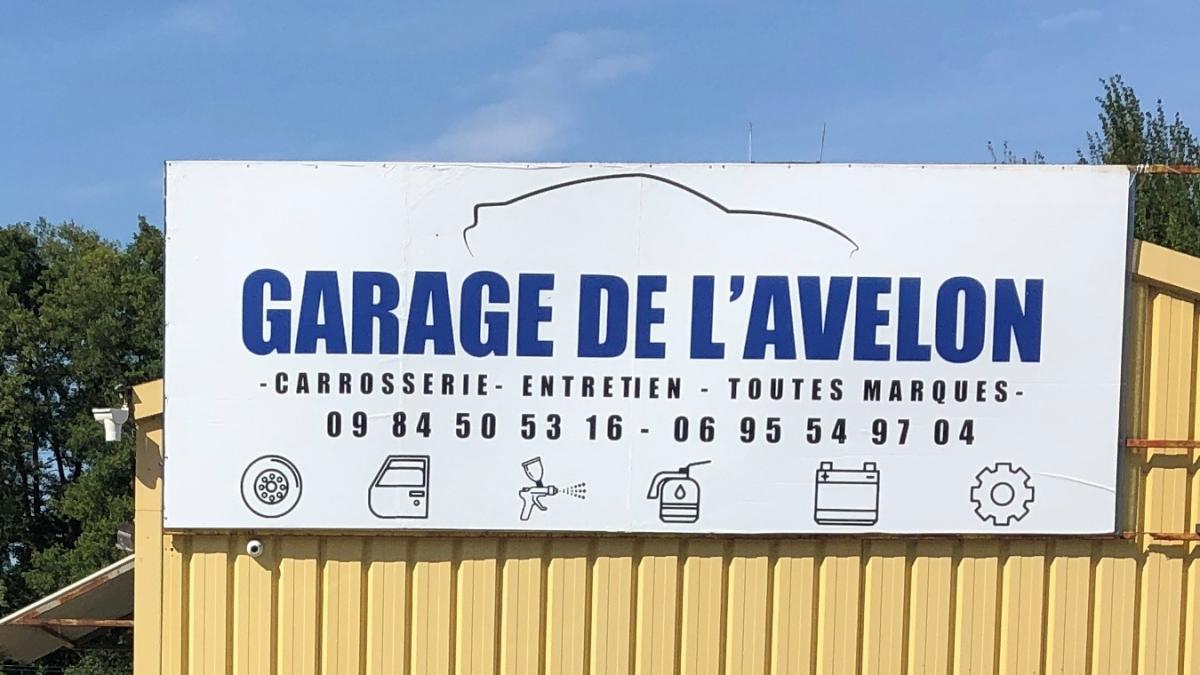 GARAGE DE L'AVELON
-CARROSSERIE- ENTRETIEN - TOUTES MARQUES-
09 84 50 53 16 - 06 95 54 97 04